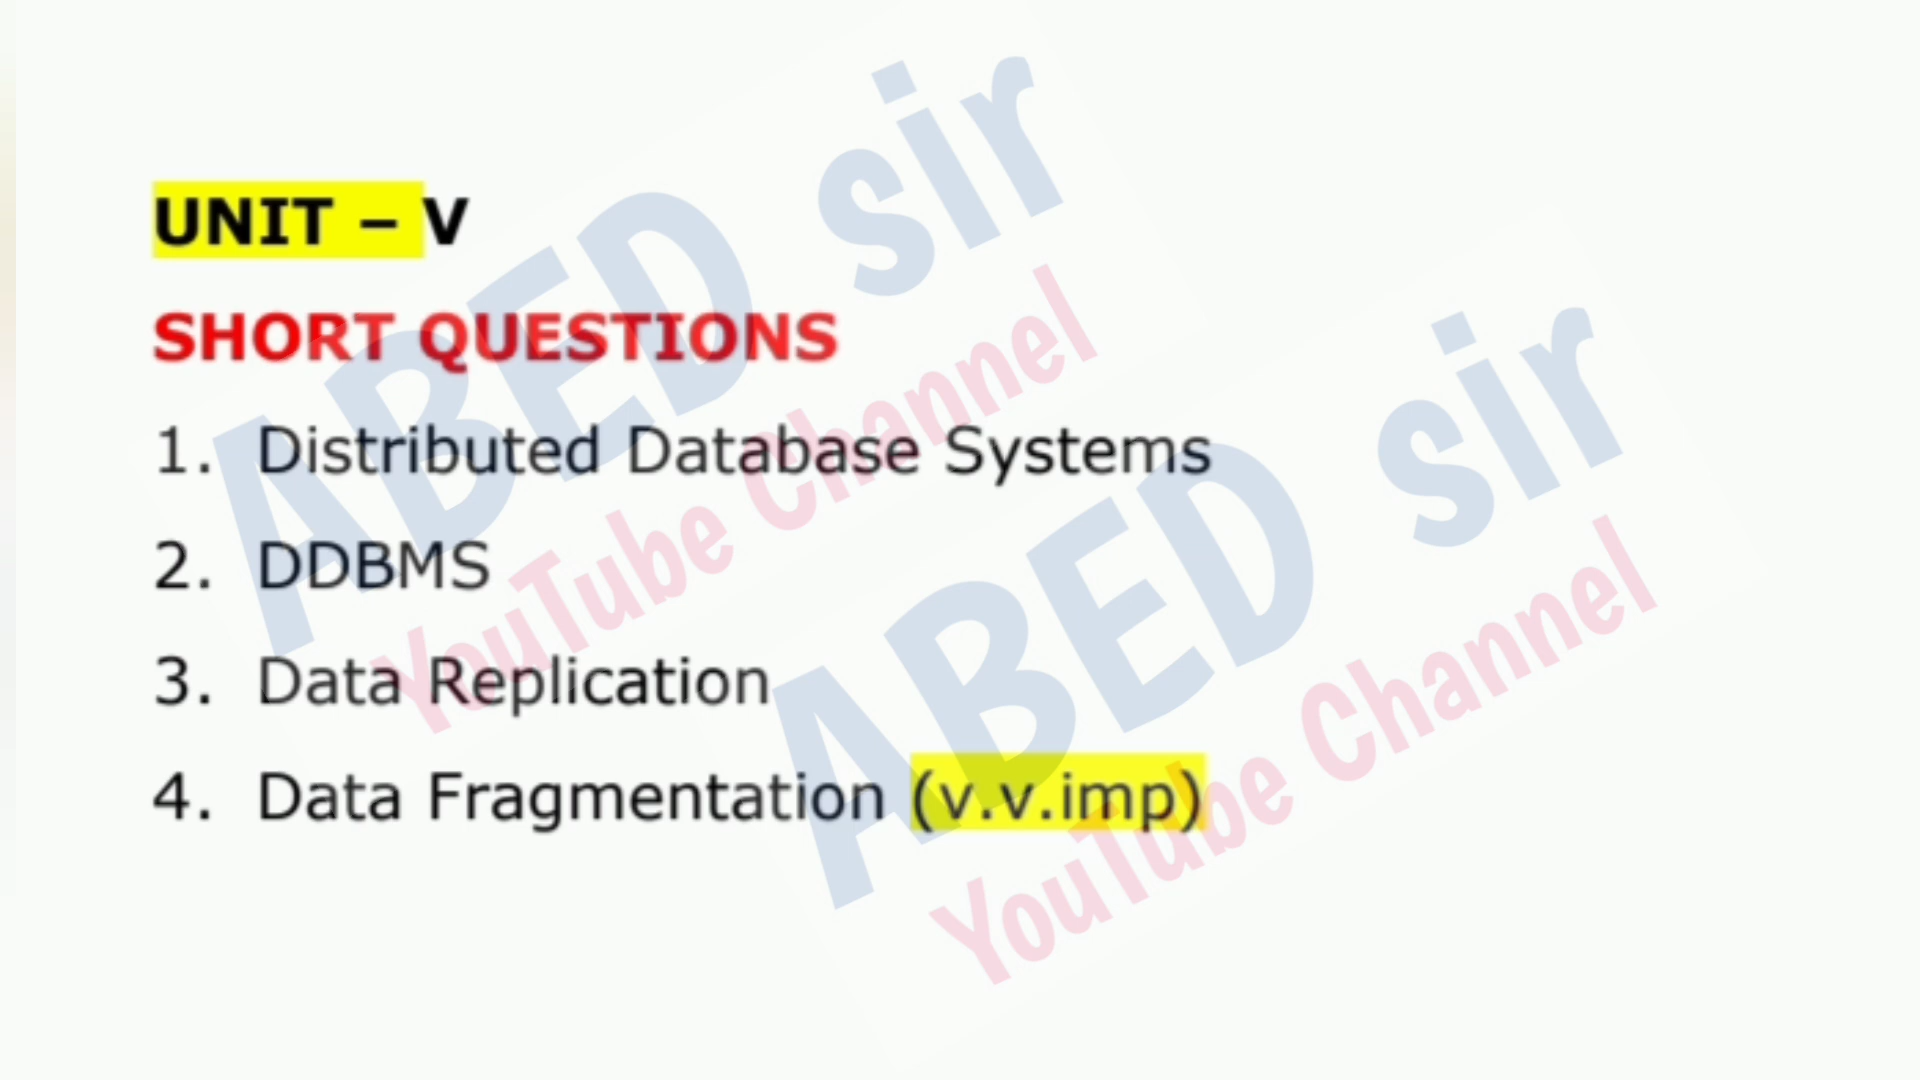 UNIT – V
SHORT QUESTIONS
1. Distributed Database Systems
2. DDBMS
3. Data Replication
4. Data Fragmentation (v.v.imp)
ABED sir
YouTube Channel
ABED sir
YouTube Channel